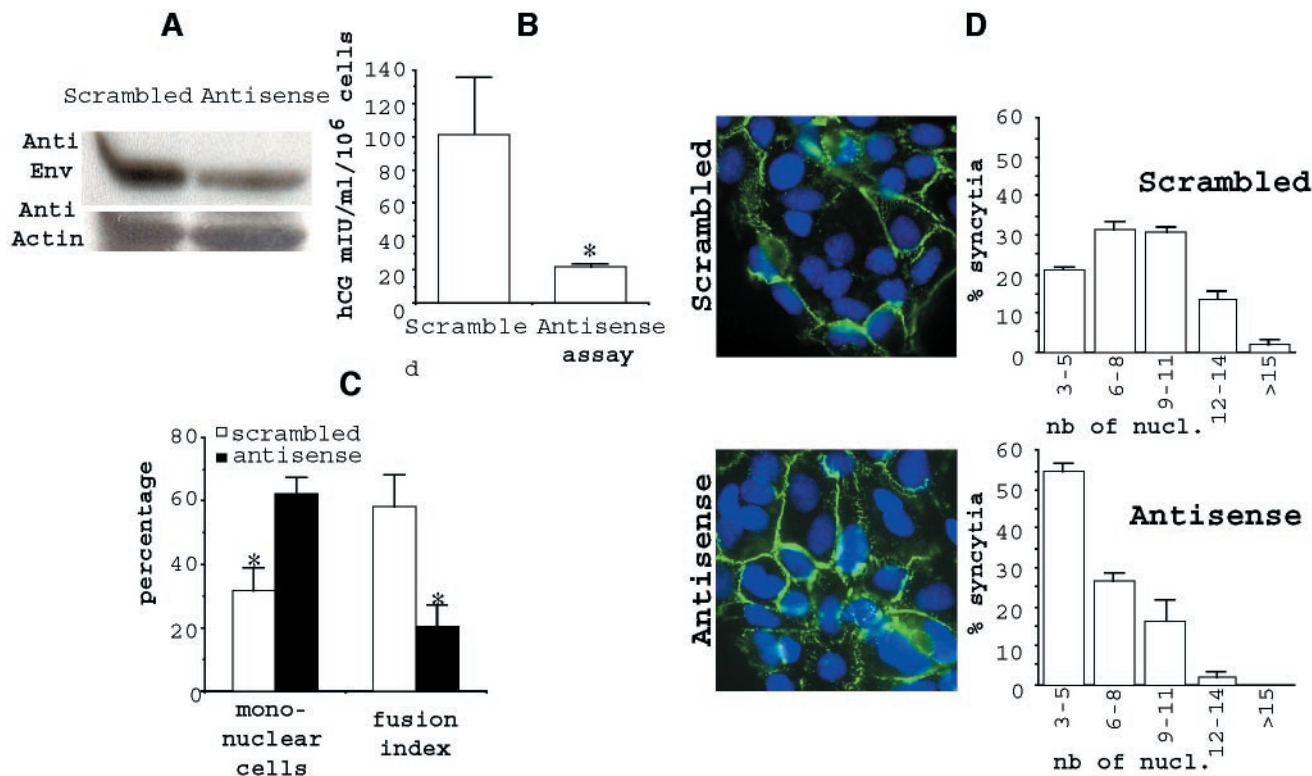 A
Scrambled Antisense
Anti
Env
Anti
Actin
B
hCG mIU/ml/10⁶ cells
140
120
100
80
60
40
20
0
Scramble Antisense
d assay
C
percentage
80
60
40
20
0
scrambled
antisense
*
*
*
mono-
nuclear
cells
fusion
index
D
Scrambled
% syncytia
60
50
40
30
20
10
0
Scrambled
3-5
6-8
9-11
12-14
>15
nb of nucl.
Antisense
% syncytia
60
50
40
30
20
10
0
Antisense
3-5
6-8
9-11
12-14
>15
nb of nucl.